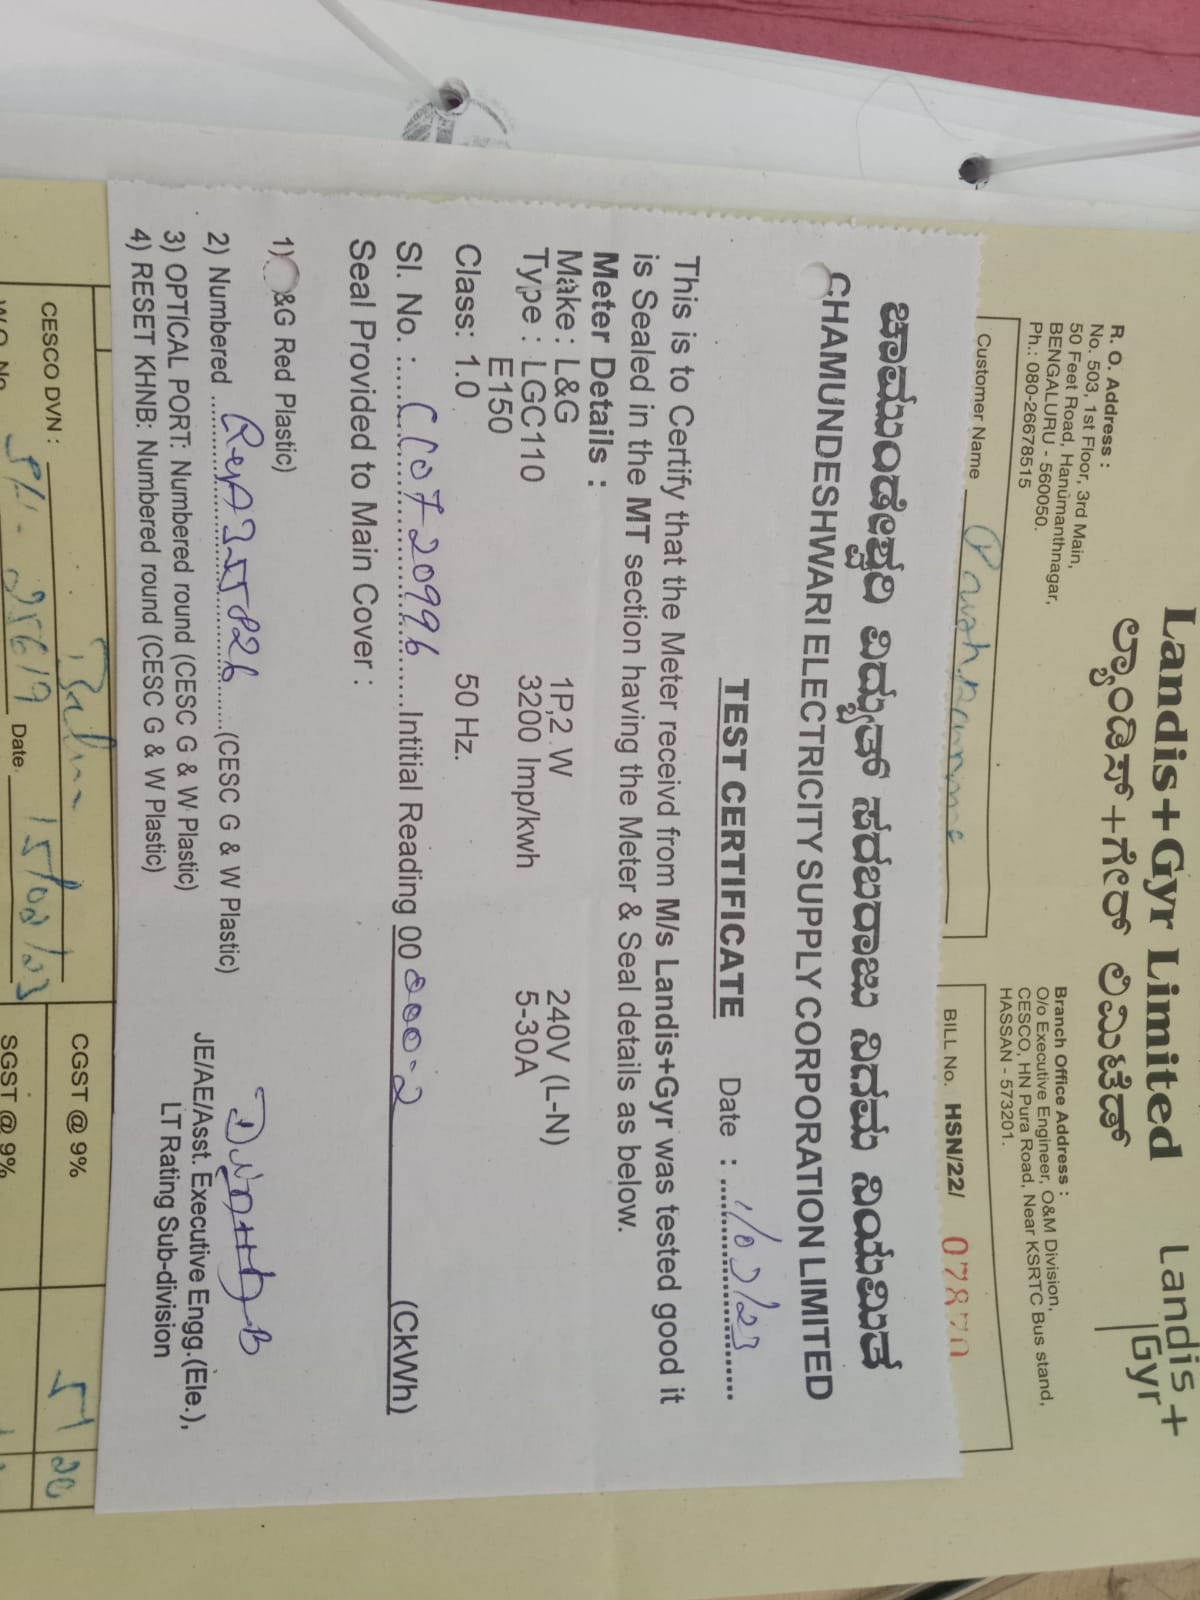 Landis+Gyr Limited
ಲ್ಯಾಂಡಿಸ್+ಗೇರ್ ಲಿಮಿಟೆಡ್
Landis+
Gyr
R. O. Address :
No. 503, 1st Floor, 3rd Main,
50 Feet Road, Hanumanthnagar,
BENGALURU - 560050.
Ph.: 080-26678515
Branch Office Address :
O/o Executive Engineer, O&M Division,
CESCO, HN Pura Road, Near KSRTC Bus stand,
HASSAN - 573201.
Customer Name
BILL No. HSN/22/ 07870
ಚಾಮುಂಡೇಶ್ವರಿ ವಿದ್ಯುತ್ ಸರಬರಾಜು ನಿಗಮ ನಿಯಮಿತ
CHAMUNDESHWARI ELECTRICITY SUPPLY CORPORATION LIMITED
TEST CERTIFICATE Date :
This is to Certify that the Meter receivd from M/s Landis+Gyr was tested good it
is Sealed in the MT section having the Meter & Seal details as below.
Meter Details :
Make : L&G 1P,2 W 240V (L-N)
Type : LGC110 3200 Imp/kwh 5-30A
E150
Class: 1.0 50 Hz.
Sl. No. : CC0720996 Intitial Reading 00 000.2 (CkWh)
Seal Provided to Main Cover :
1) &G Red Plastic)
2) Numbered (CESC G & W Plastic)
3) OPTICAL PORT: Numbered round (CESC G & W Plastic)
4) RESET KHNB: Numbered round (CESC G & W Plastic)
JE/AE/Asst. Executive Engg.(Ele.),
LT Rating Sub-division
CESCO DVN :
CGST @ 9%
Date
SGST @ 9%